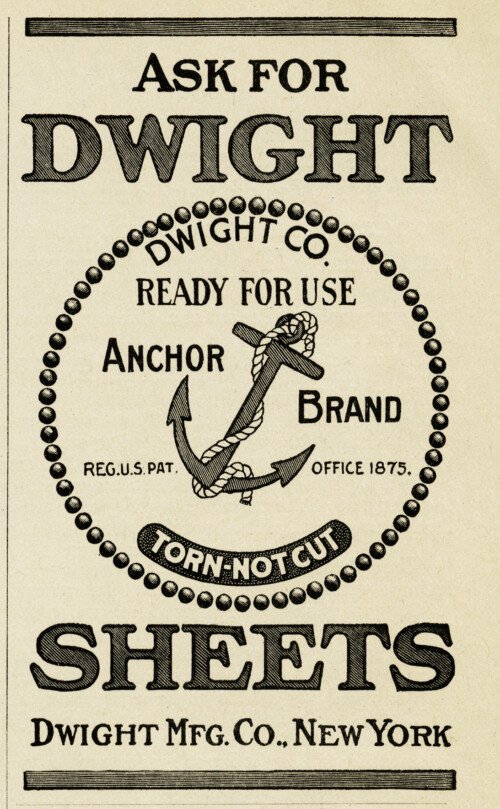 ASK FOR
DWIGHT
DWIGHT CO.
READY FOR USE
ANCHOR
BRAND
REG.U.S.PAT. OFFICE 1875.
TORN-NOT CUT
SHEETS
DWIGHT MFG. CO., NEW YORK